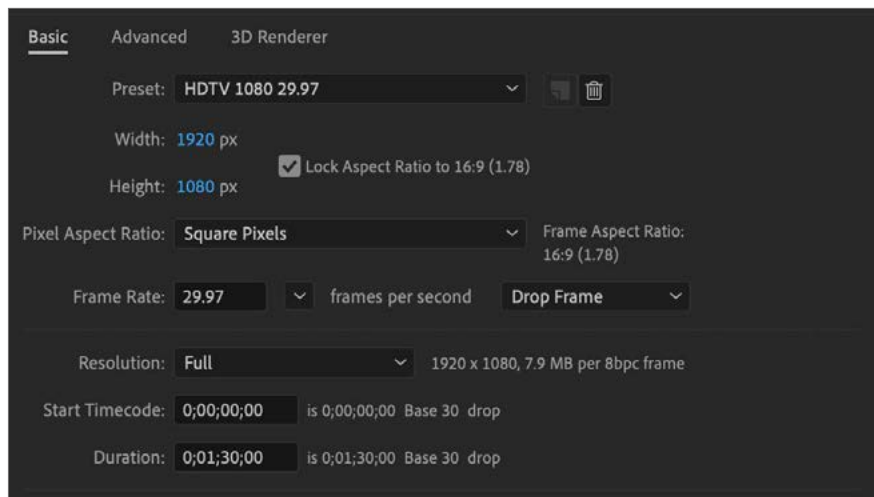 Basic Advanced 3D Renderer
Preset: HDTV 1080 29.97
Width: 1920 px
Lock Aspect Ratio to 16:9 (1.78)
Height: 1080 px
Pixel Aspect Ratio: Square Pixels Frame Aspect Ratio:
16:9 (1.78)
Frame Rate: 29.97 frames per second Drop Frame
Resolution: Full 1920 x 1080, 7.9 MB per 8bpc frame
Start Timecode: 0;00;00;00 is 0;00;00;00 Base 30 drop
Duration: 0;01;30;00 is 0;01;30;00 Base 30 drop